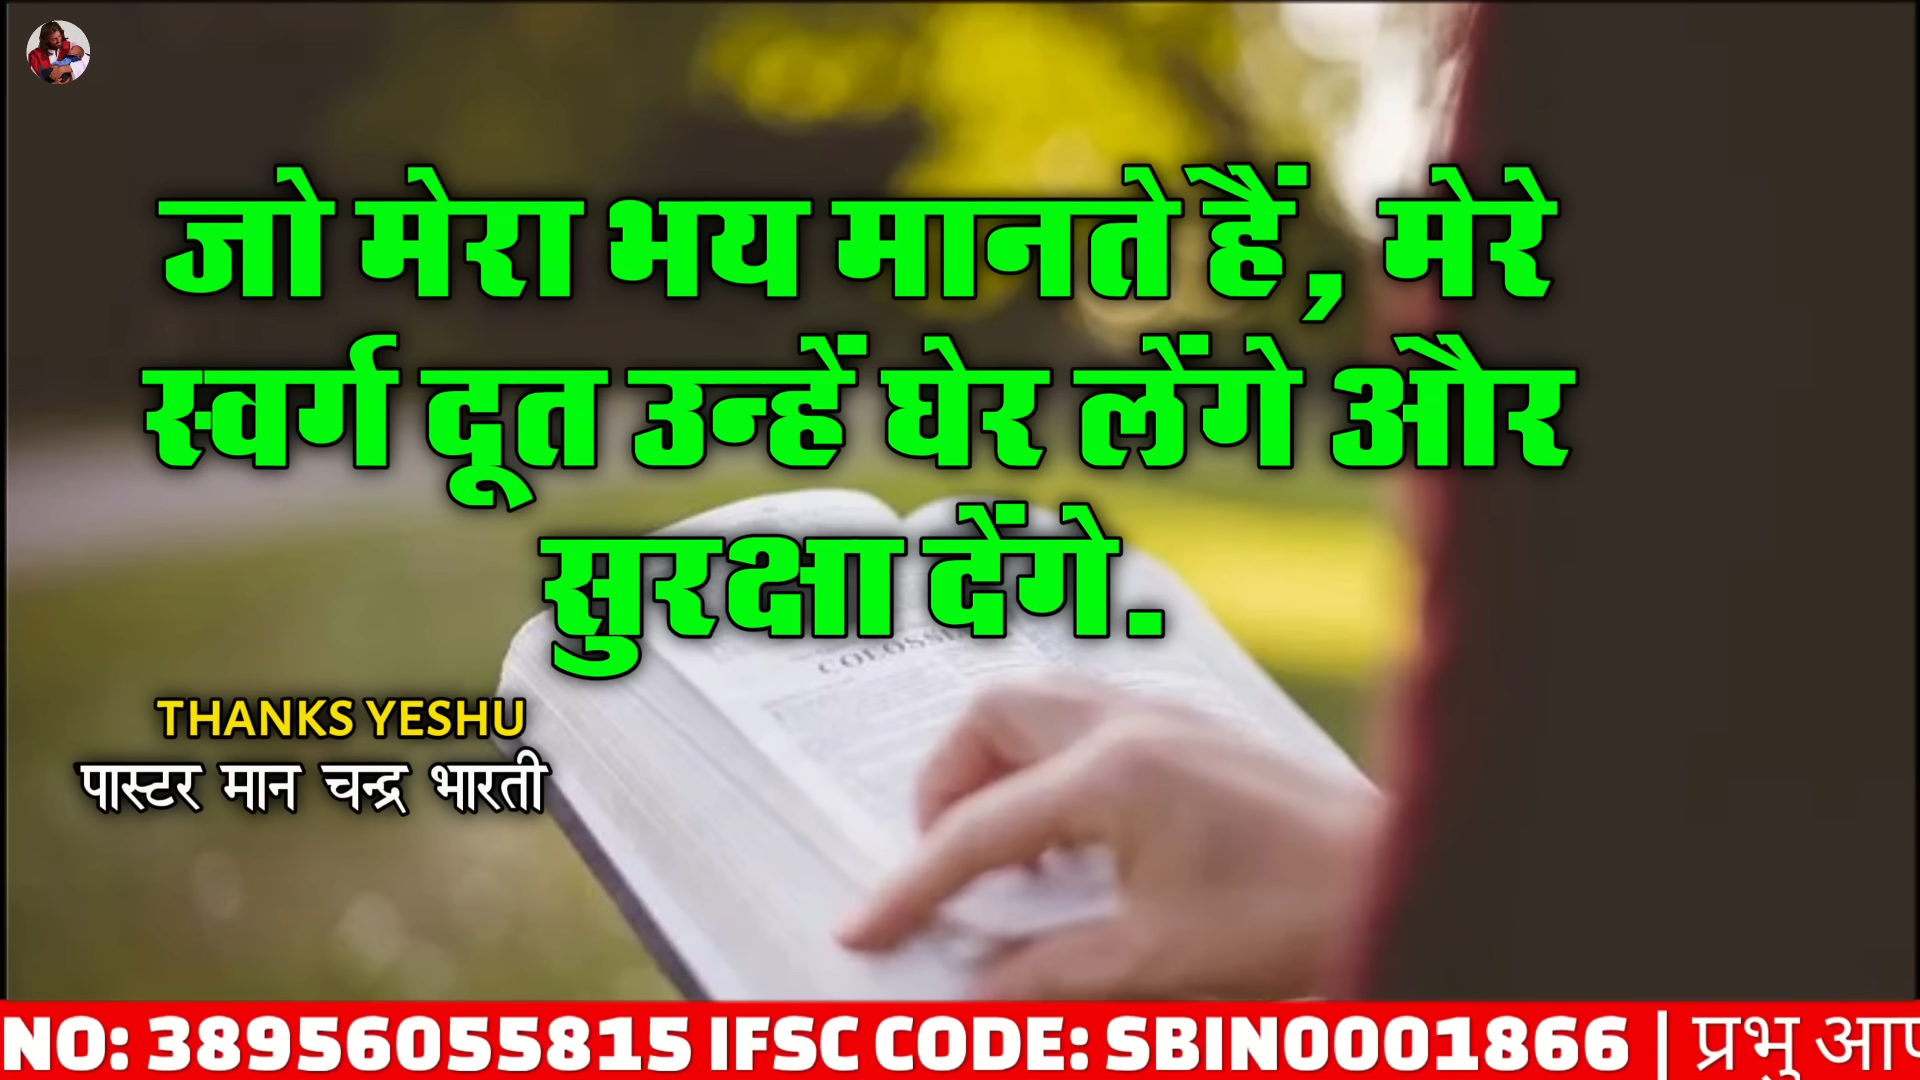 जो मेरा भय मानते हैं, मेरे
स्वर्ग दूत उन्हें घेर लेंगे और
सुरक्षा देंगे.
THANKS YESHU
पास्टर मान चन्द्र भारती
NO: 38956055815 IFSC CODE: SBIN0001866 | प्रभु